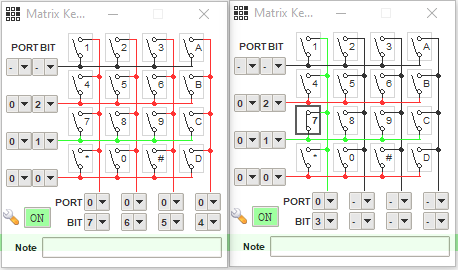 Matrix Ke...
PORT BIT
1 2 3 A
- -
4 5 6 B
0 2
7 8 9 C
0 1
* 0 # D
0 0
PORT 0 0 0 0
ON
BIT 7 6 5 4
Note
Matrix Ke...
PORT BIT
1 2 3 A
- -
4 5 6 B
0 2
7 8 9 C
0 1
* 0 # D
0 0
PORT 0 - - -
ON
BIT 3 - - -
Note